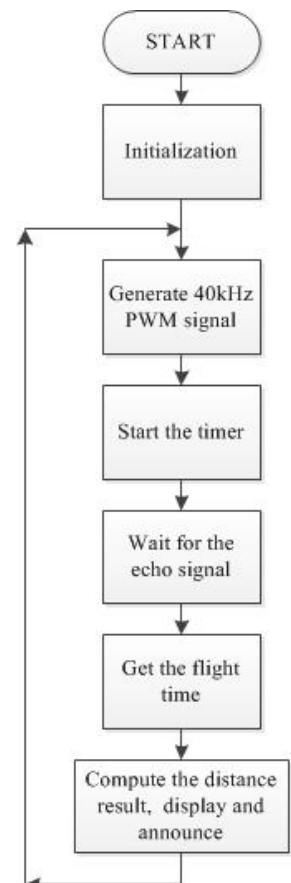 START
Initialization
Generate 40kHz
PWM signal
Start the timer
Wait for the
echo signal
Get the flight
time
Compute the distance
result, display and
announce